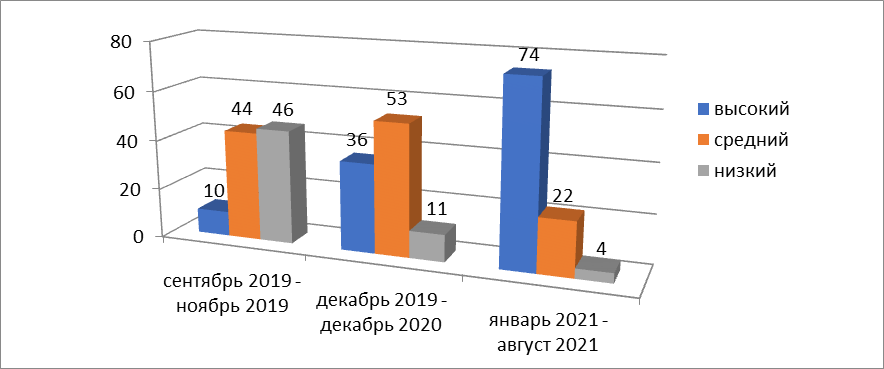 80
60
40
20
0
10
44
46
36
53
11
74
22
4
сентябрь 2019 -
ноябрь 2019
декабрь 2019 -
декабрь 2020
январь 2021 -
август 2021
высокий
средний
низкий